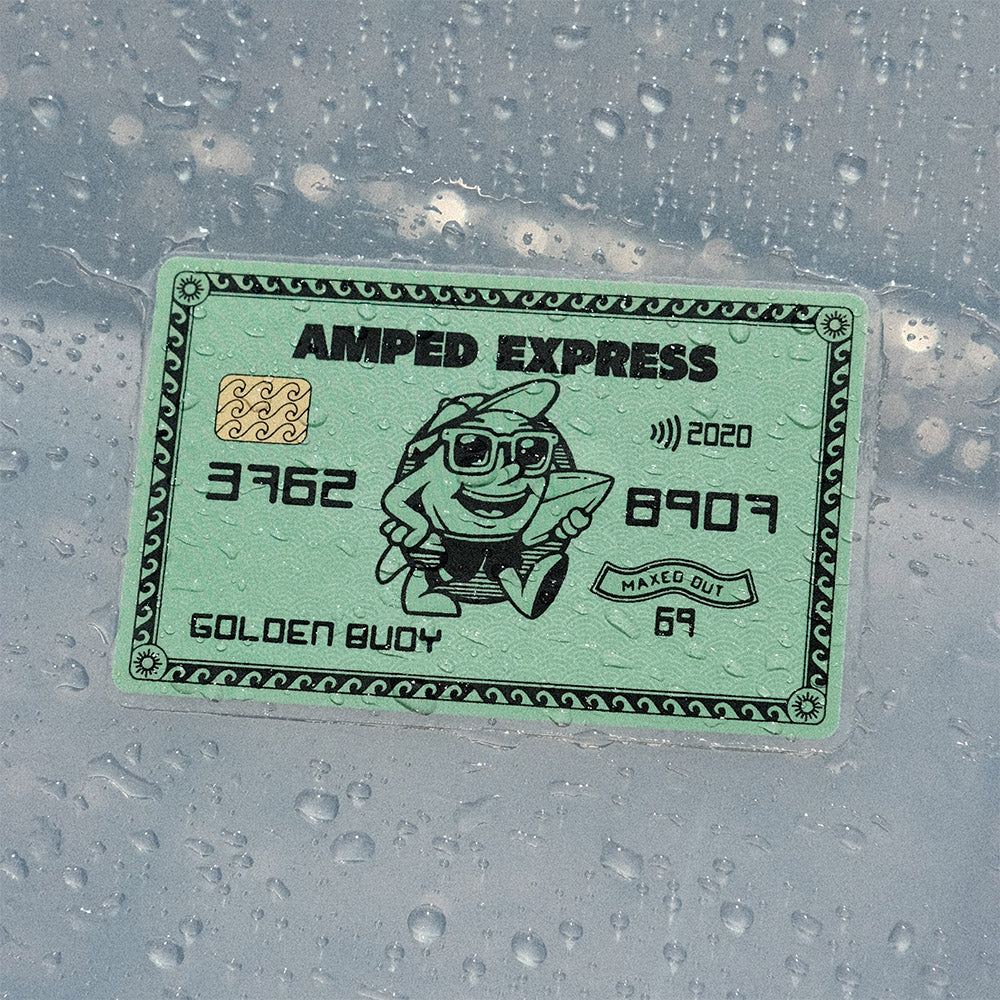 AMPED EXPRESS
2020
3762 8907
MAXED OUT
69
GOLDEN BUOY